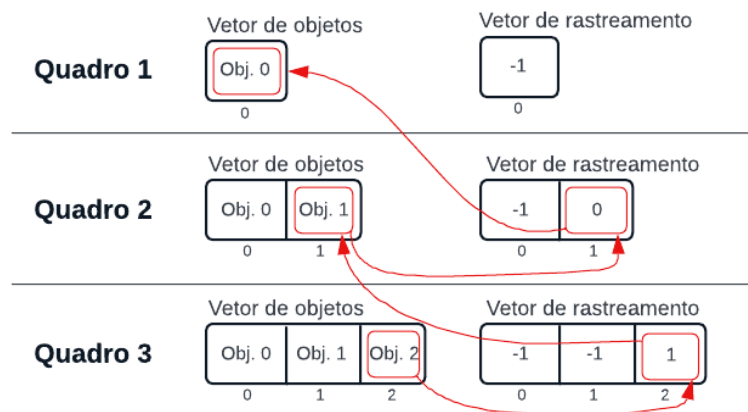 Vetor de objetos Vetor de rastreamento
Quadro 1 Obj. 0 -1
0 0
Vetor de objetos Vetor de rastreamento
Quadro 2 Obj. 0 Obj. 1 -1 0
0 1 0 1
Vetor de objetos Vetor de rastreamento
Quadro 3 Obj. 0 Obj. 1 Obj. 2 -1 -1 1
0 1 2 0 1 2